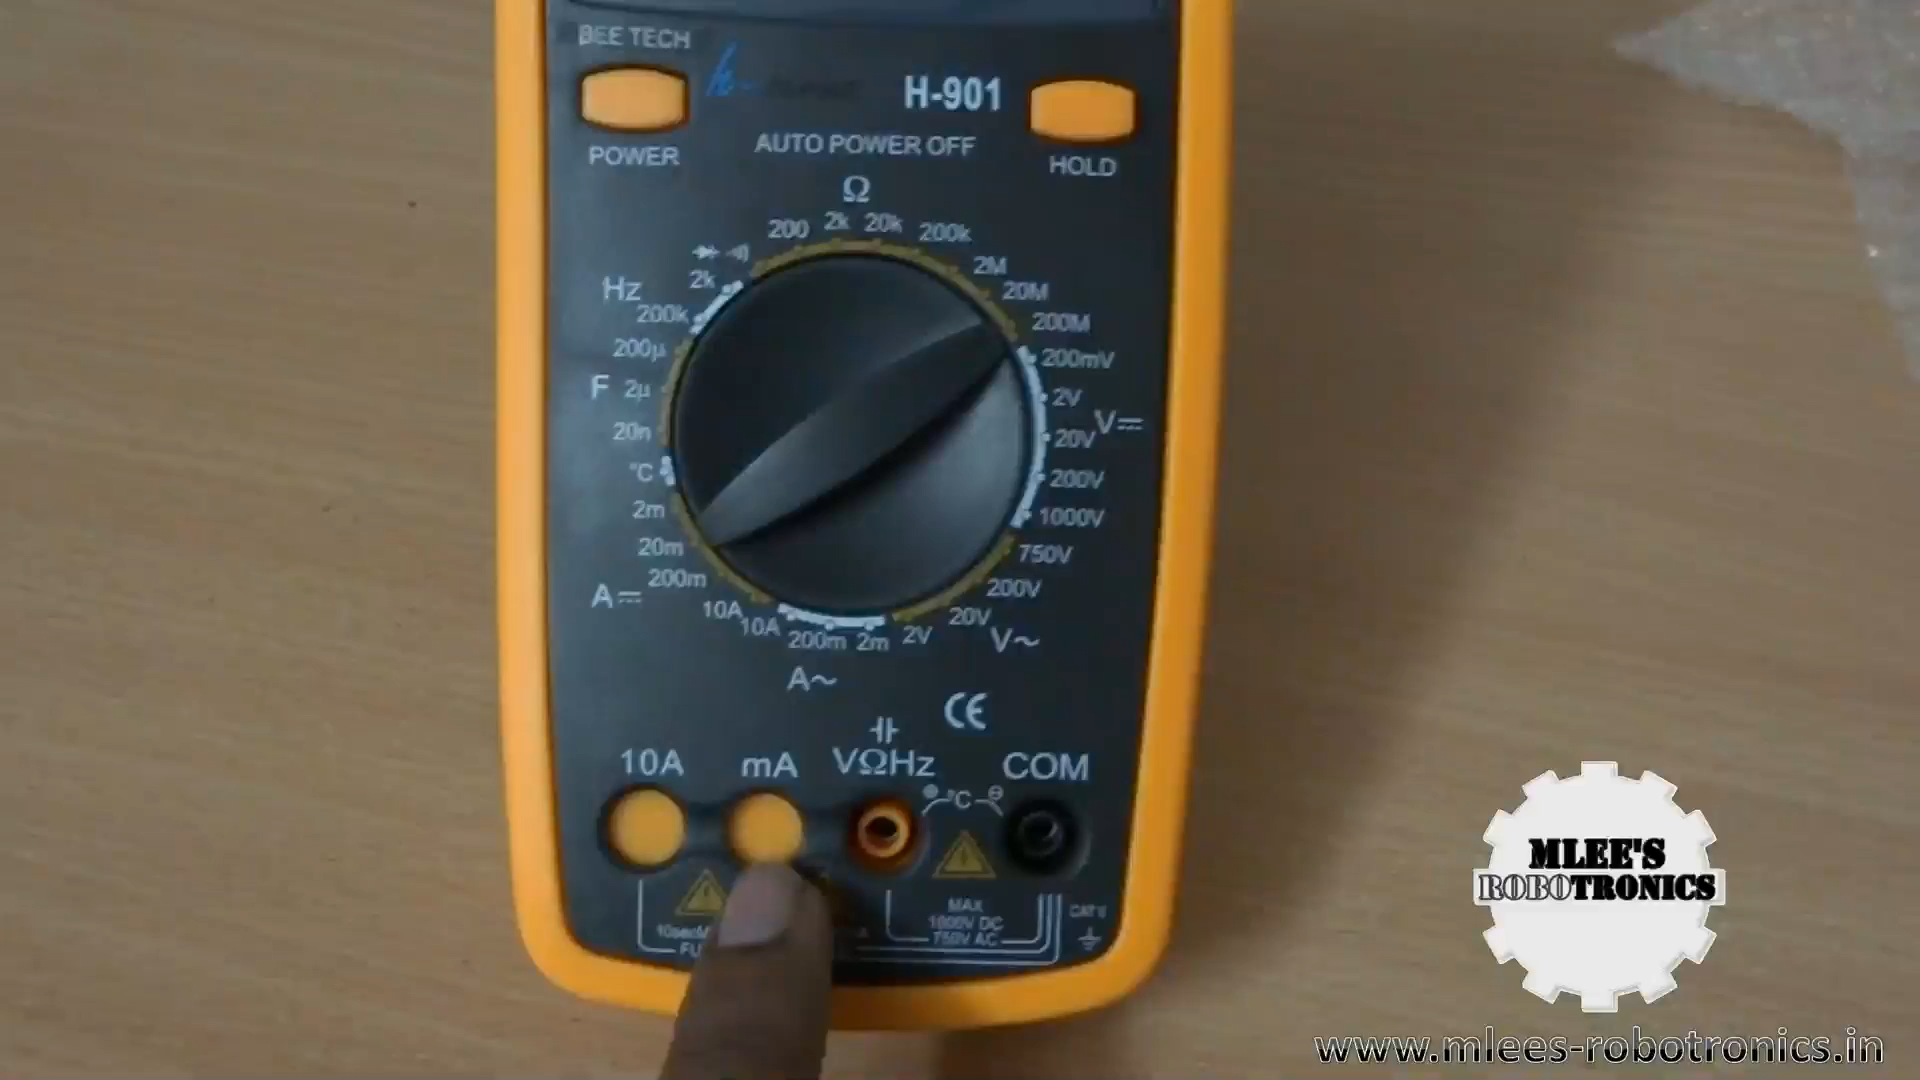 BEE TECH
H-901
POWER
AUTO POWER OFF
HOLD
Ω
200 2k 20k 200k
2M
20M
200M
2k
Hz
200k
200µ
F 2µ
20n
°C
2m
20m
200m
A⎓
10A
200mV
2V
V⎓
20V
200V
1000V
750V
200V
20V
2V
V~
10A
200m
2m
A~
CE
10A mA VΩHz COM
°C
MAX
1000V DC
750V AC
CAT II
MLEE'S
ROBOTRONICS
www.mlees-robotronics.in